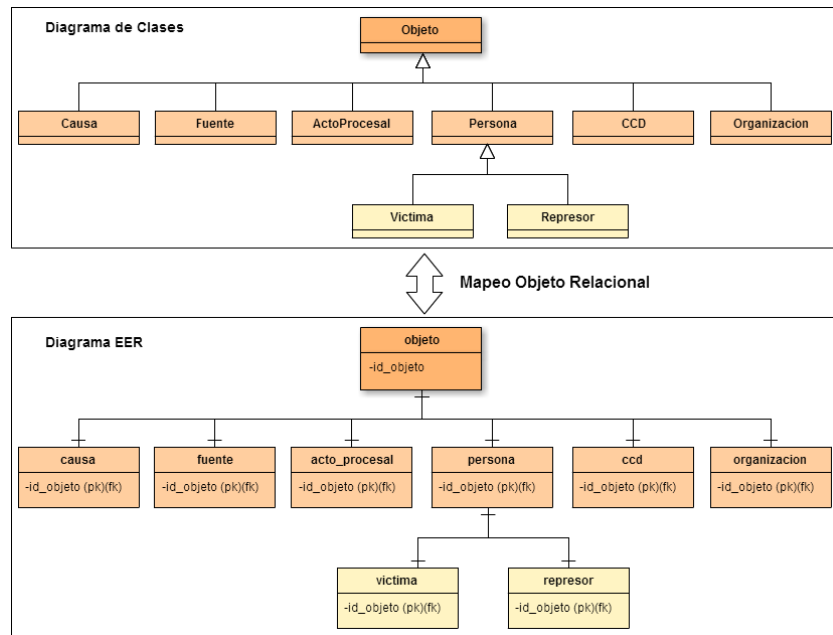 Diagrama de Clases
Objeto
Causa
Fuente
ActoProcesal
Persona
CCD
Organizacion
Victima
Represor
Mapeo Objeto Relacional
Diagrama EER
objeto
-id_objeto
causa
-id_objeto (pk)(fk)
fuente
-id_objeto (pk)(fk)
acto_procesal
-id_objeto (pk)(fk)
persona
-id_objeto (pk)(fk)
ccd
-id_objeto (pk)(fk)
organizacion
-id_objeto (pk)(fk)
victima
-id_objeto (pk)(fk)
represor
-id_objeto (pk)(fk)